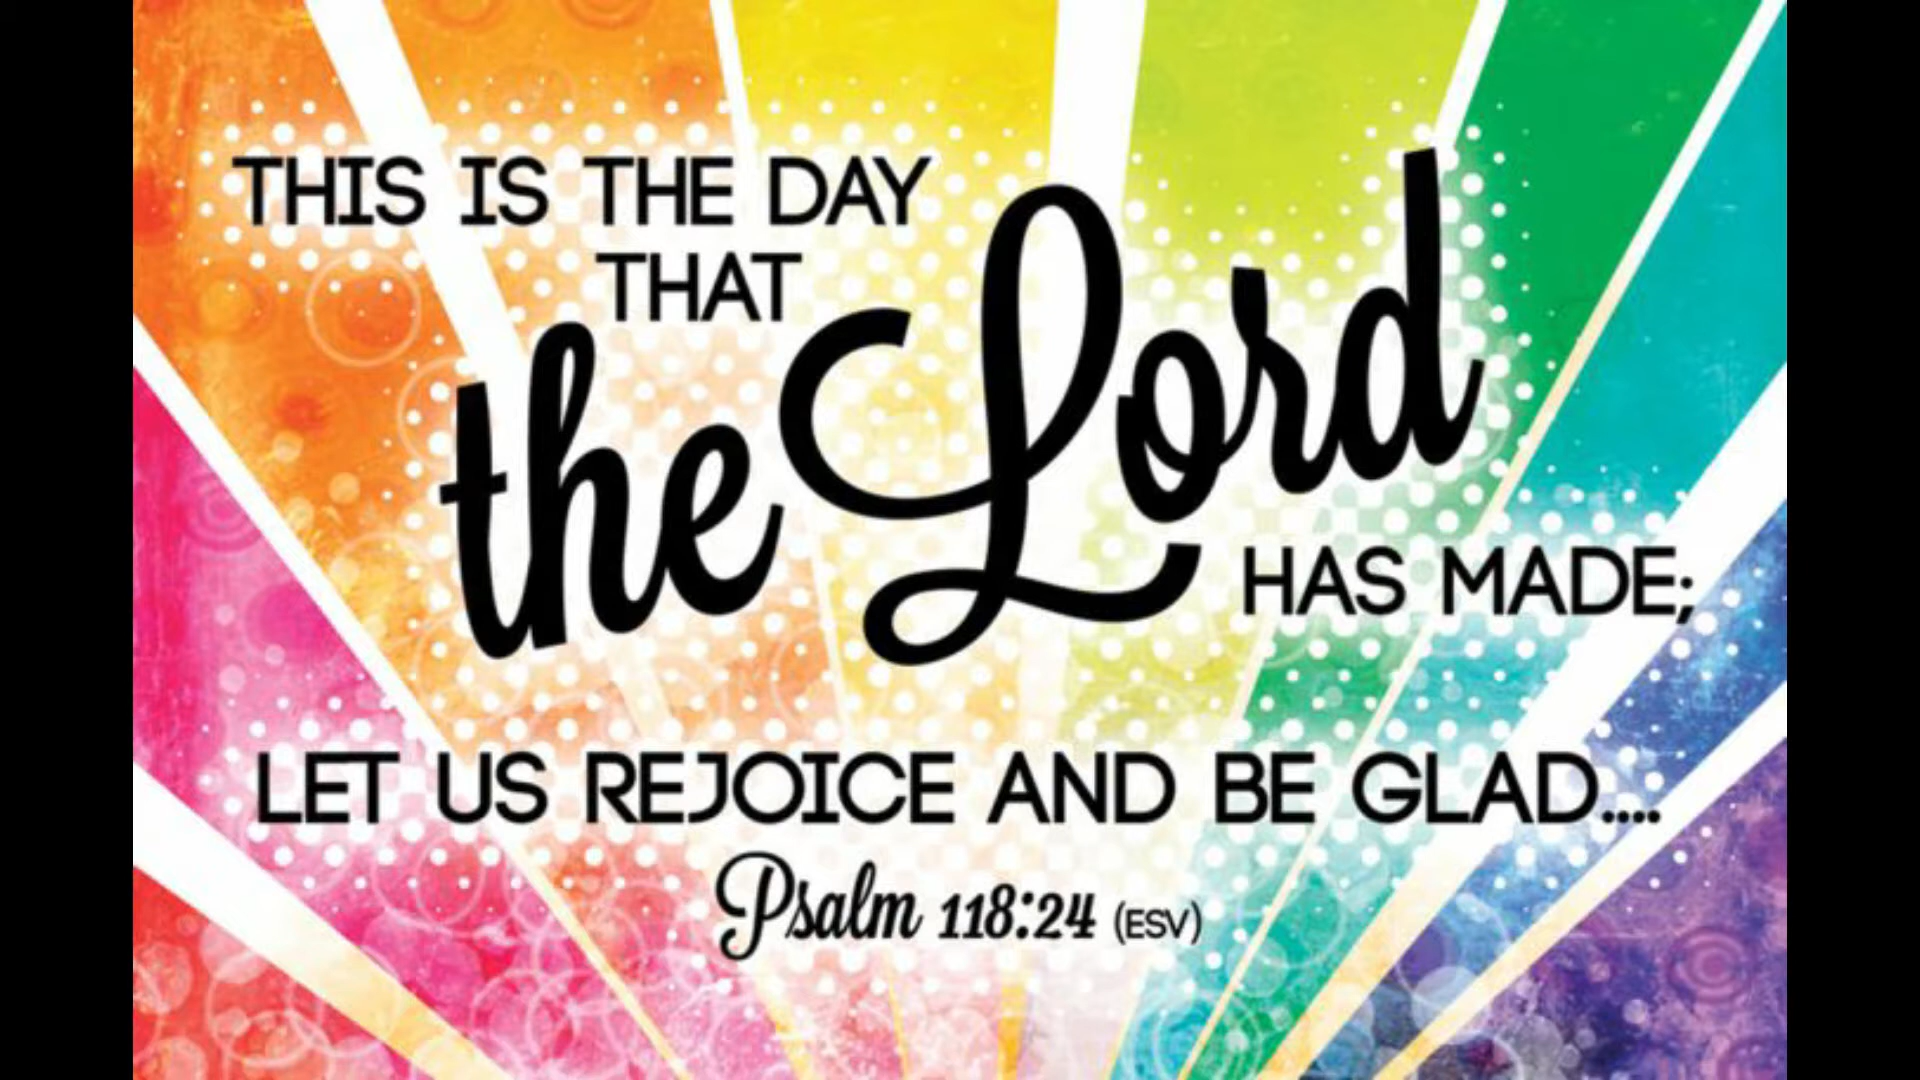 THIS IS THE DAY
THAT
the Lord
HAS MADE;
LET US REJOICE AND BE GLAD....
Psalm 118:24 (ESV)